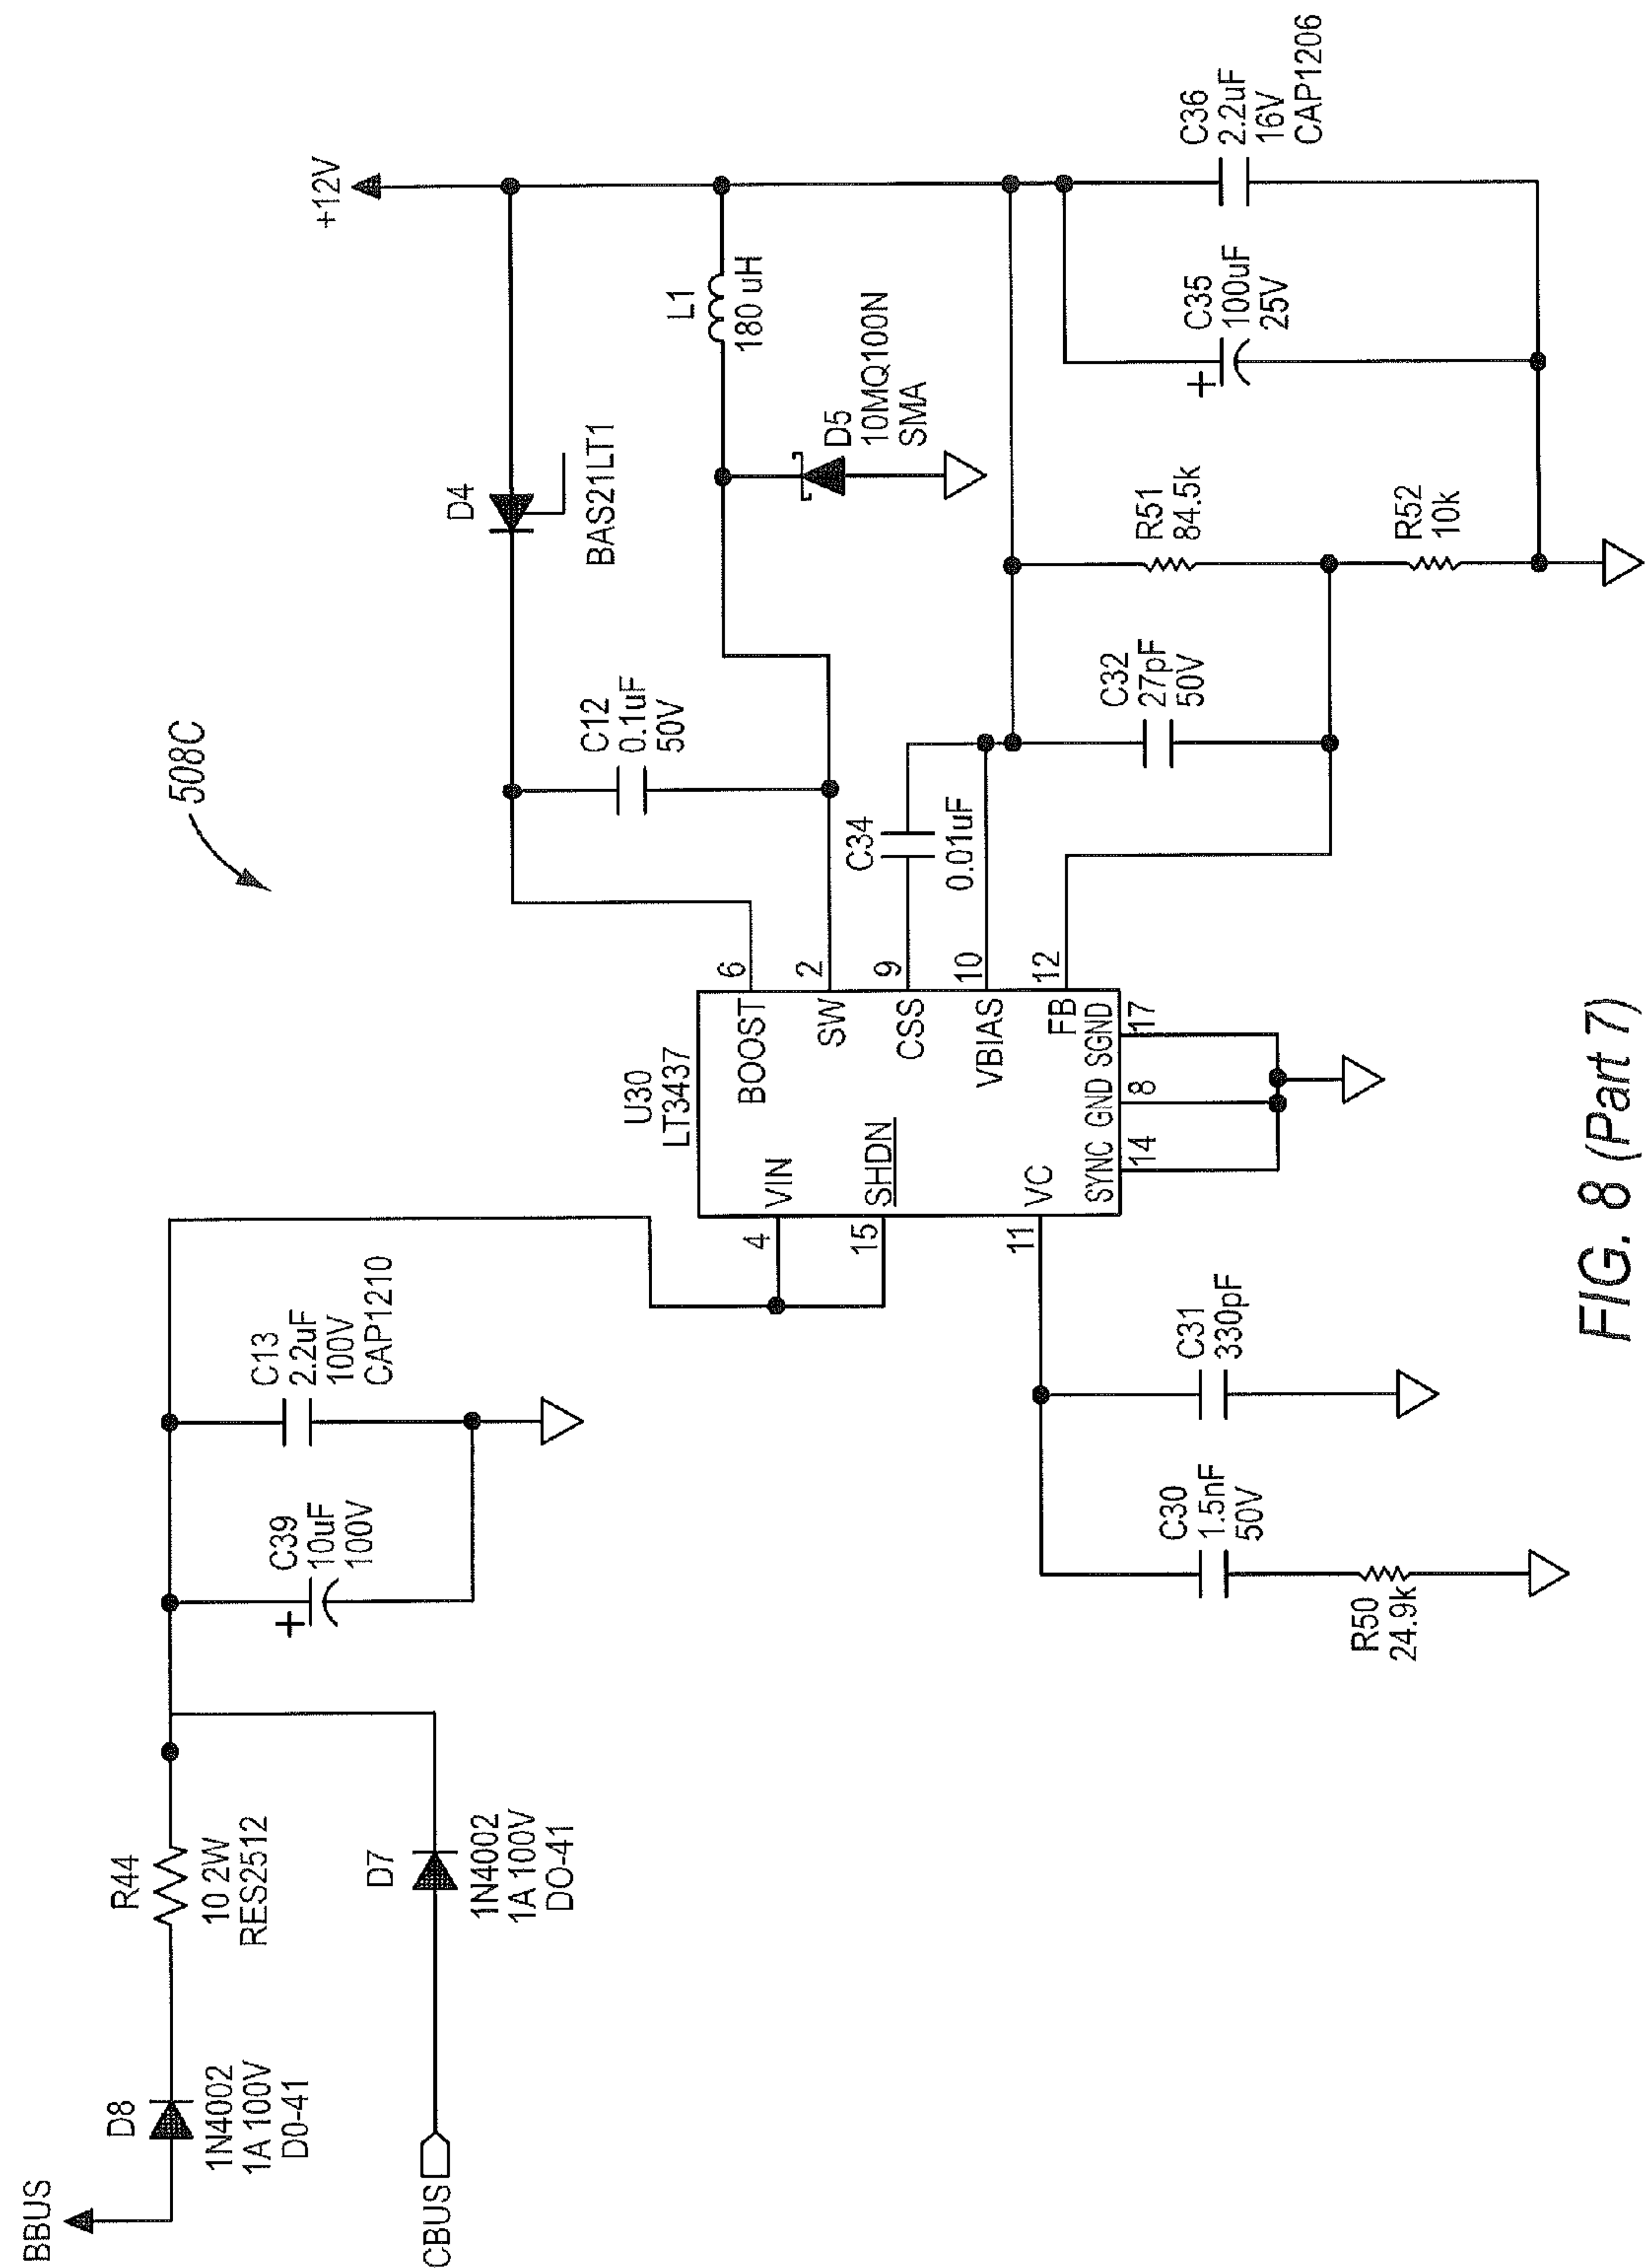 508C
BBUS
D8
1N4002
1A 100V
D0-41
R44
10 2W
RES2512
CBUS
D7
1N4002
1A 100V
DO-41
C39
10uF
100V
+
C13
2.2uF
100V
CAP1210
U30
LT3437
4
VIN
15
SHDN
11
VC
BOOST
6
SW
2
CSS
9
VBIAS
10
FB
12
SYNC GND SGND
14
8
17
C30
1.5nF
50V
R50
24.9k
C31
330pF
C12
0.1uF
50V
D4
BAS21LT1
+12V
L1
180 uH
D5
10MQ100N
SMA
C34
0.01uF
C32
27pF
50V
R51
84.5k
R52
10k
+
C35
100uF
25V
C36
2.2uF
16V
CAP1206
FIG. 8 (Part 7)